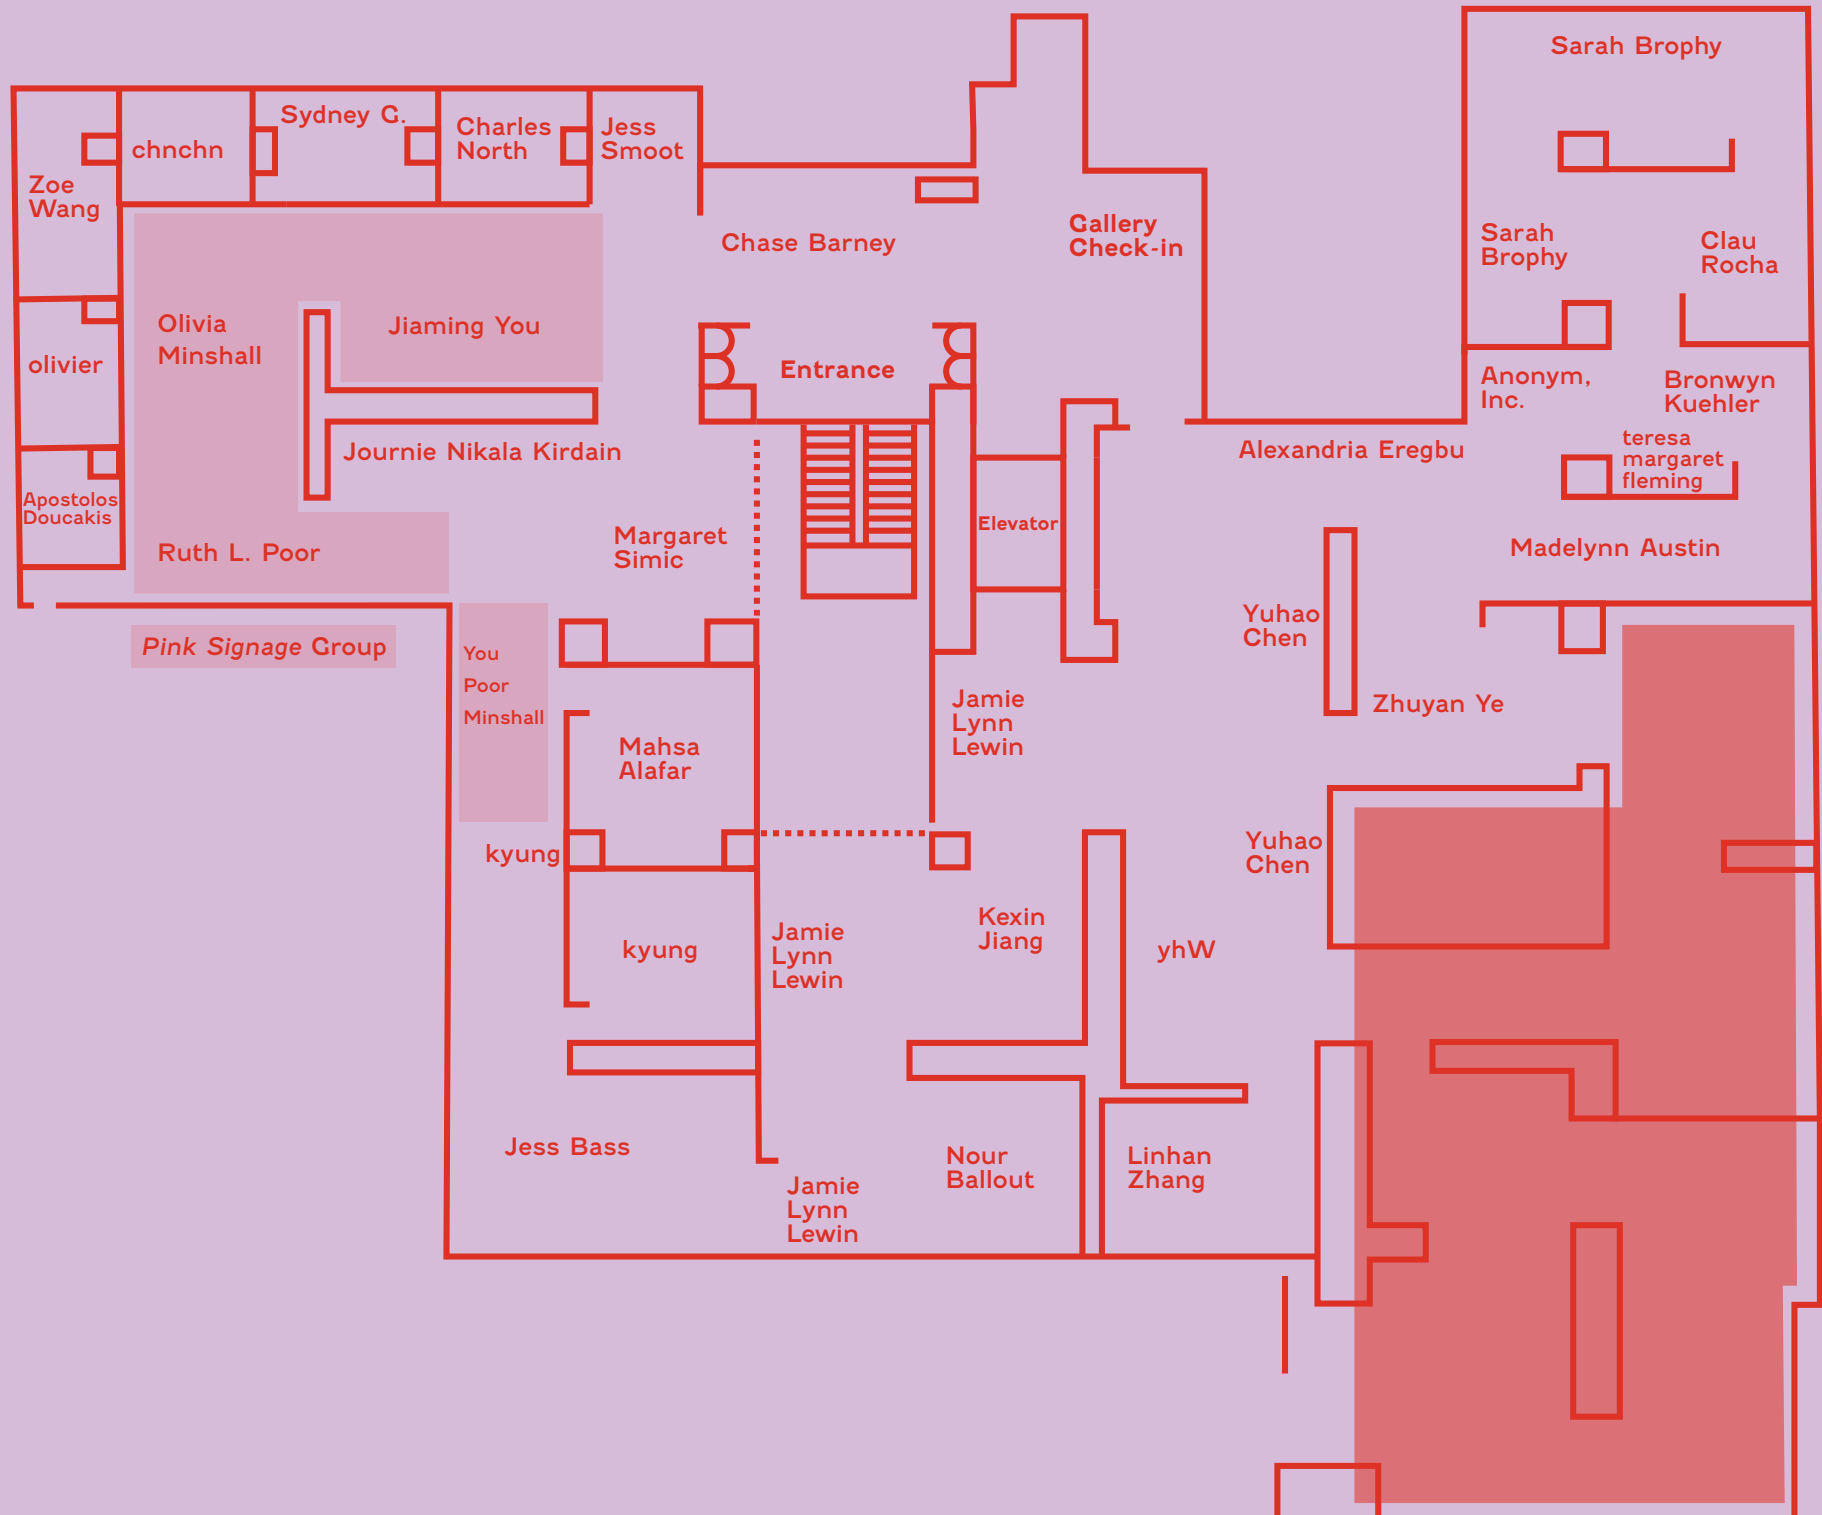 Sarah Brophy
Sydney G.
Charles
North
Jess
Smoot
chnchn
Zoe
Wang
Chase Barney
Gallery
Check-in
Sarah
Brophy
Clau
Rocha
Olivia
Minshall
Jiaming You
Entrance
olivier
Anonym,
Inc.
Bronwyn
Kuehler
Journie Nikala Kirdain
Alexandria Eregbu
teresa
margaret
fleming
Apostolos
Doucakis
Elevator
Margaret
Simic
Ruth L. Poor
Madelynn Austin
Yuhao
Chen
Pink Signage Group
You
Poor
Minshall
Jamie
Lynn
Lewin
Zhuyan Ye
Mahsa
Alafar
kyung
Yuhao
Chen
kyung
Jamie
Lynn
Lewin
Kexin
Jiang
yhW
Jess Bass
Nour
Ballout
Linhan
Zhang
Jamie
Lynn
Lewin